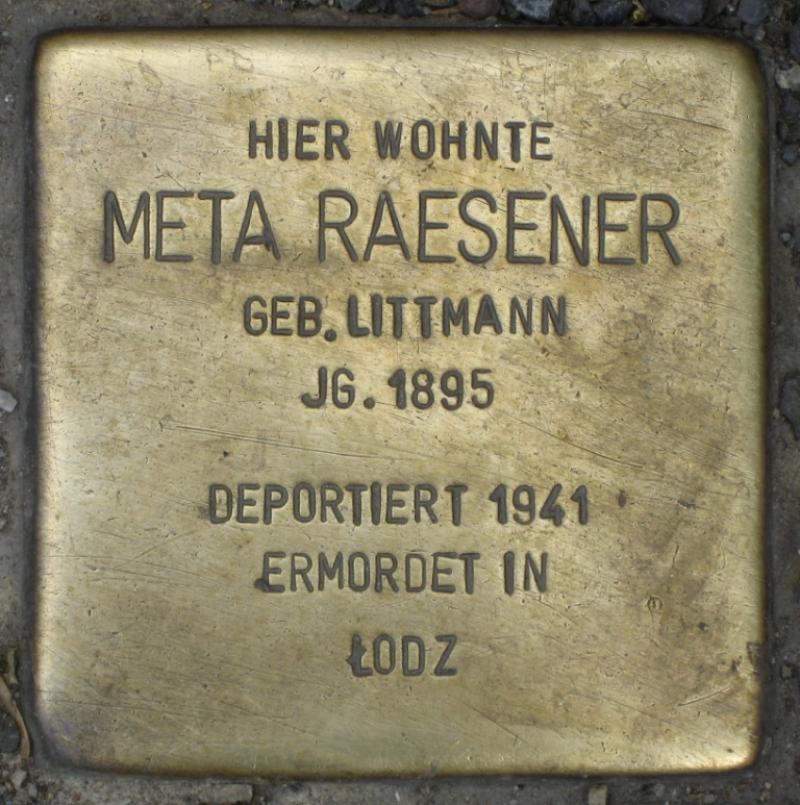 HIER WOHNTE
META RAESENER
GEB. LITTMANN
JG. 1895
DEPORTIERT 1941
ERMORDET IN
ŁODZ